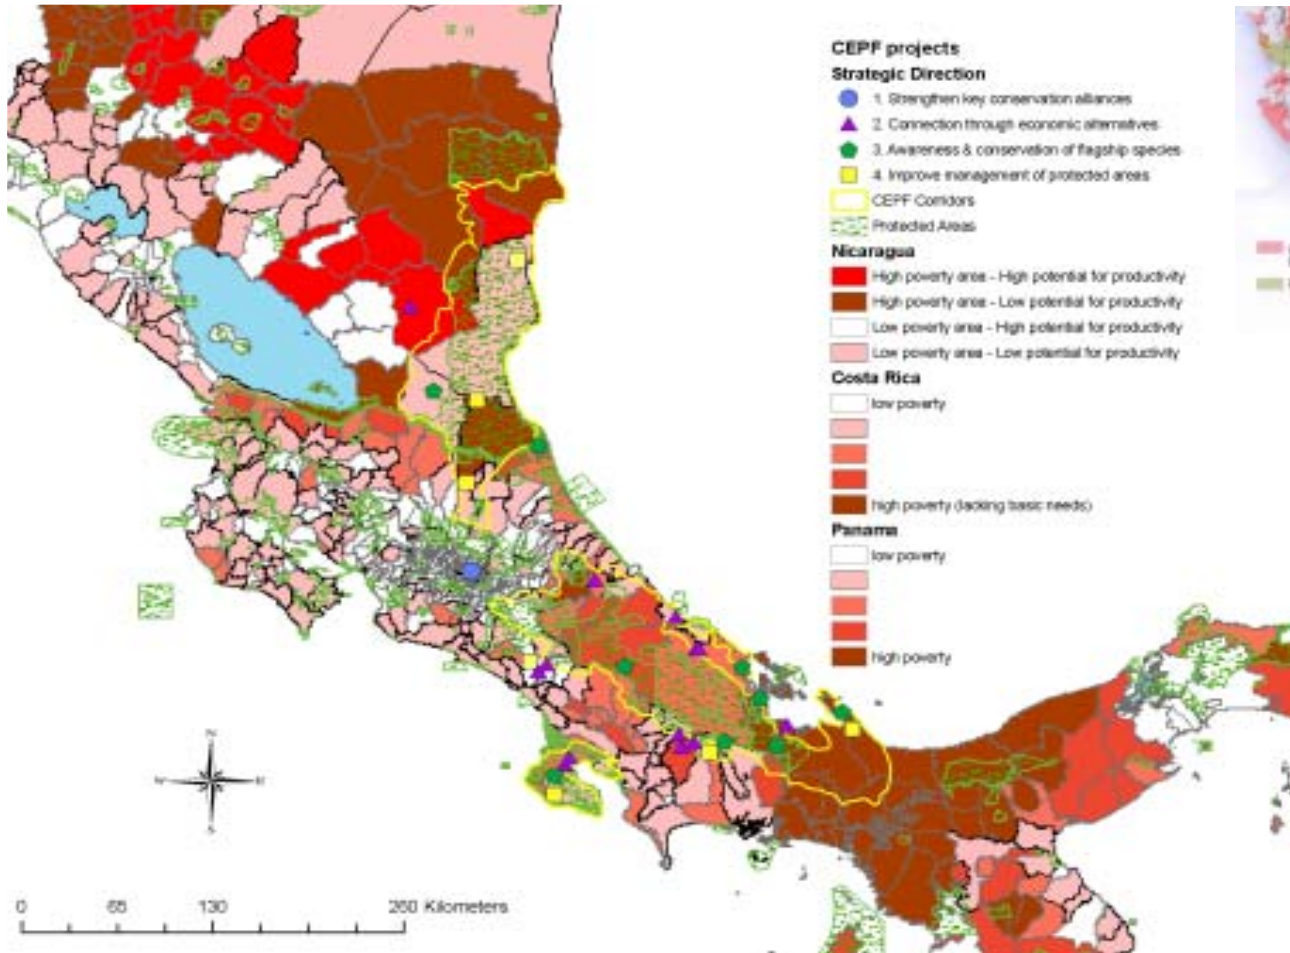 CEPF projects
Strategic Direction
1. Strengthen key conservation alliances
2. Connection through economic alternatives
3. Awareness & conservation of flagship species
4. Improve management of protected areas
CEPF Corridors
Protected Areas
Nicaragua
High poverty area - High potential for productivity
High poverty area - Low potential for productivity
Low poverty area - High potential for productivity
Low poverty area - Low potential for productivity
Costa Rica
low poverty
high poverty (lacking basic needs)
Panama
low poverty
high poverty
N
W E
S
0 65 130 260 Kilometers